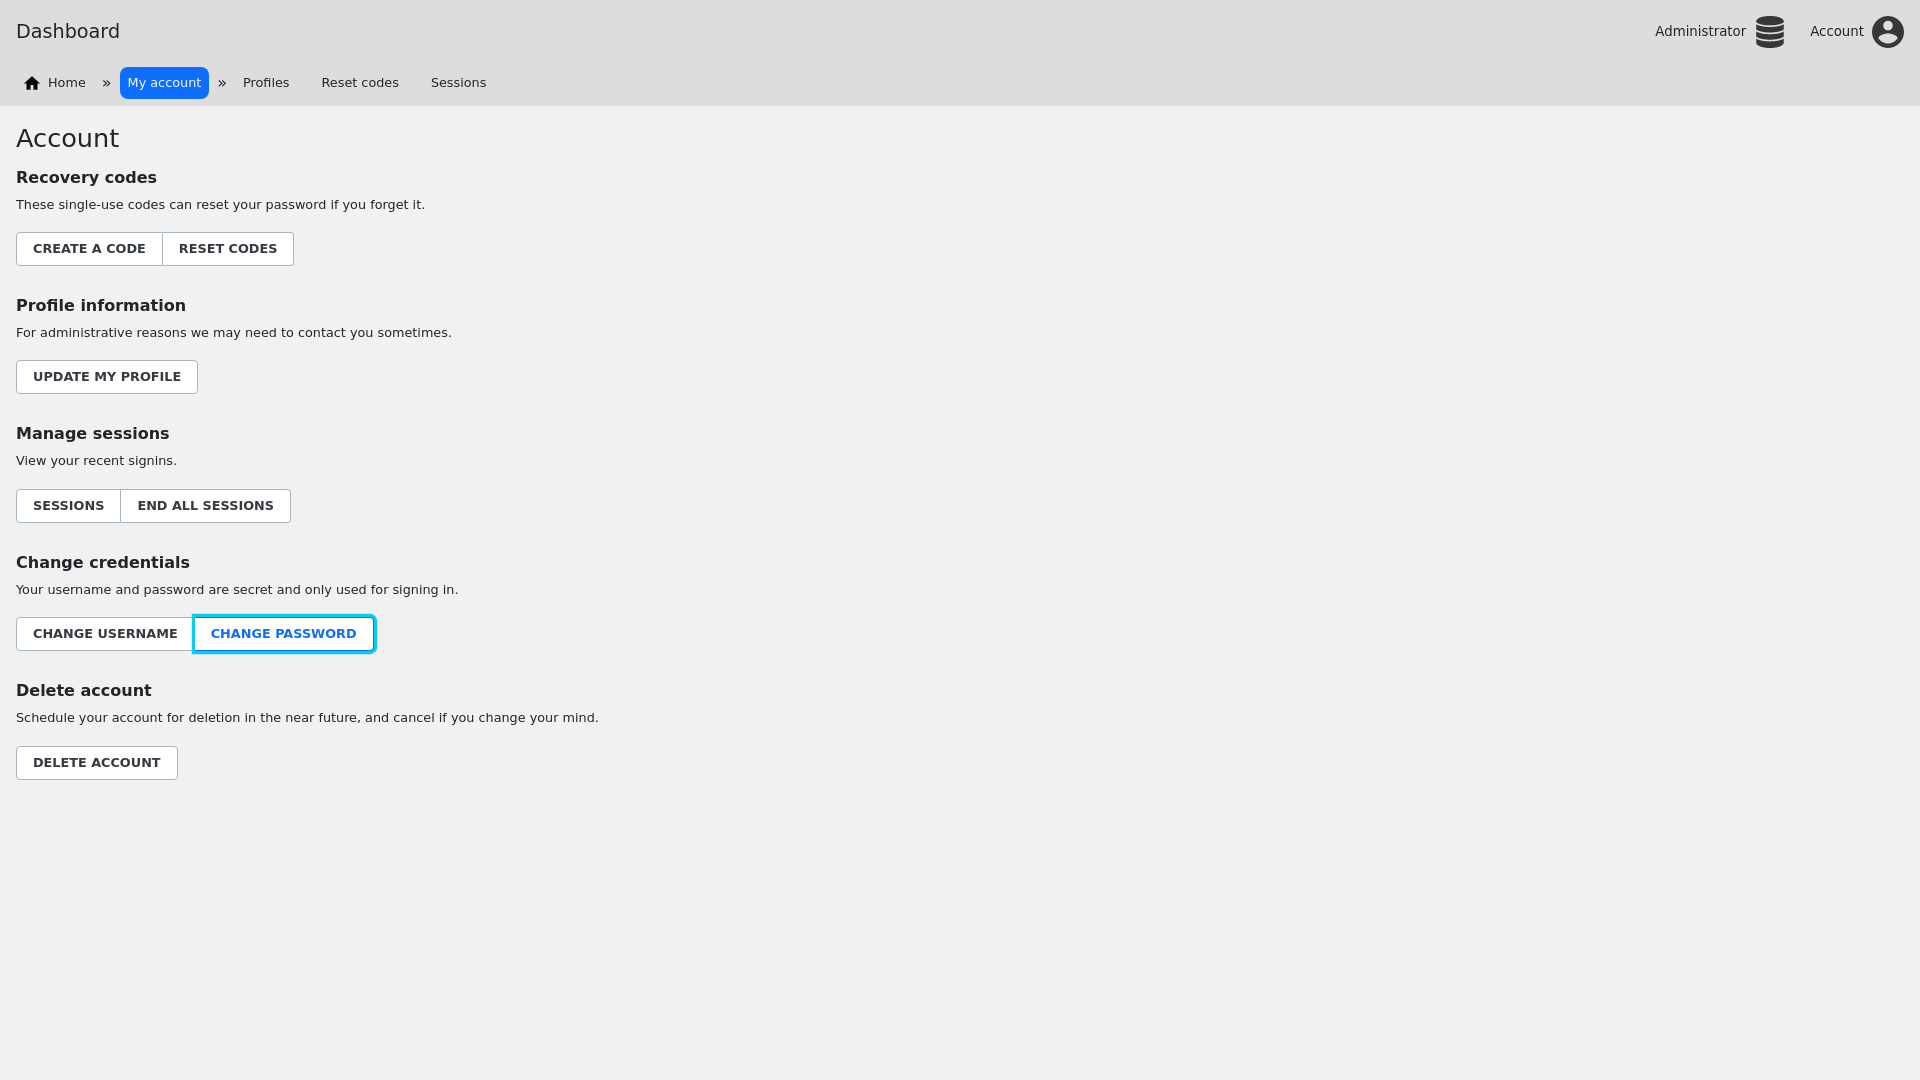 Dashboard
Administrator
Account
Home » My account » Profiles Reset codes Sessions
Account
Recovery codes
These single-use codes can reset your password if you forget it.
CREATE A CODE RESET CODES
Profile information
For administrative reasons we may need to contact you sometimes.
UPDATE MY PROFILE
Manage sessions
View your recent signins.
SESSIONS END ALL SESSIONS
Change credentials
Your username and password are secret and only used for signing in.
CHANGE USERNAME CHANGE PASSWORD
Delete account
Schedule your account for deletion in the near future, and cancel if you change your mind.
DELETE ACCOUNT